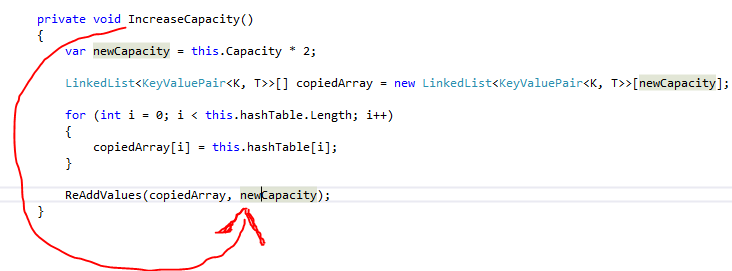 private void IncreaseCapacity()
{
var newCapacity = this.Capacity * 2;
LinkedList<KeyValuePair<K, T>>[] copiedArray = new LinkedList<KeyValuePair<K, T>>[newCapacity];
for (int i = 0; i < this.hashTable.Length; i++)
{
copiedArray[i] = this.hashTable[i];
}
ReAddValues(copiedArray, newCapacity);
}